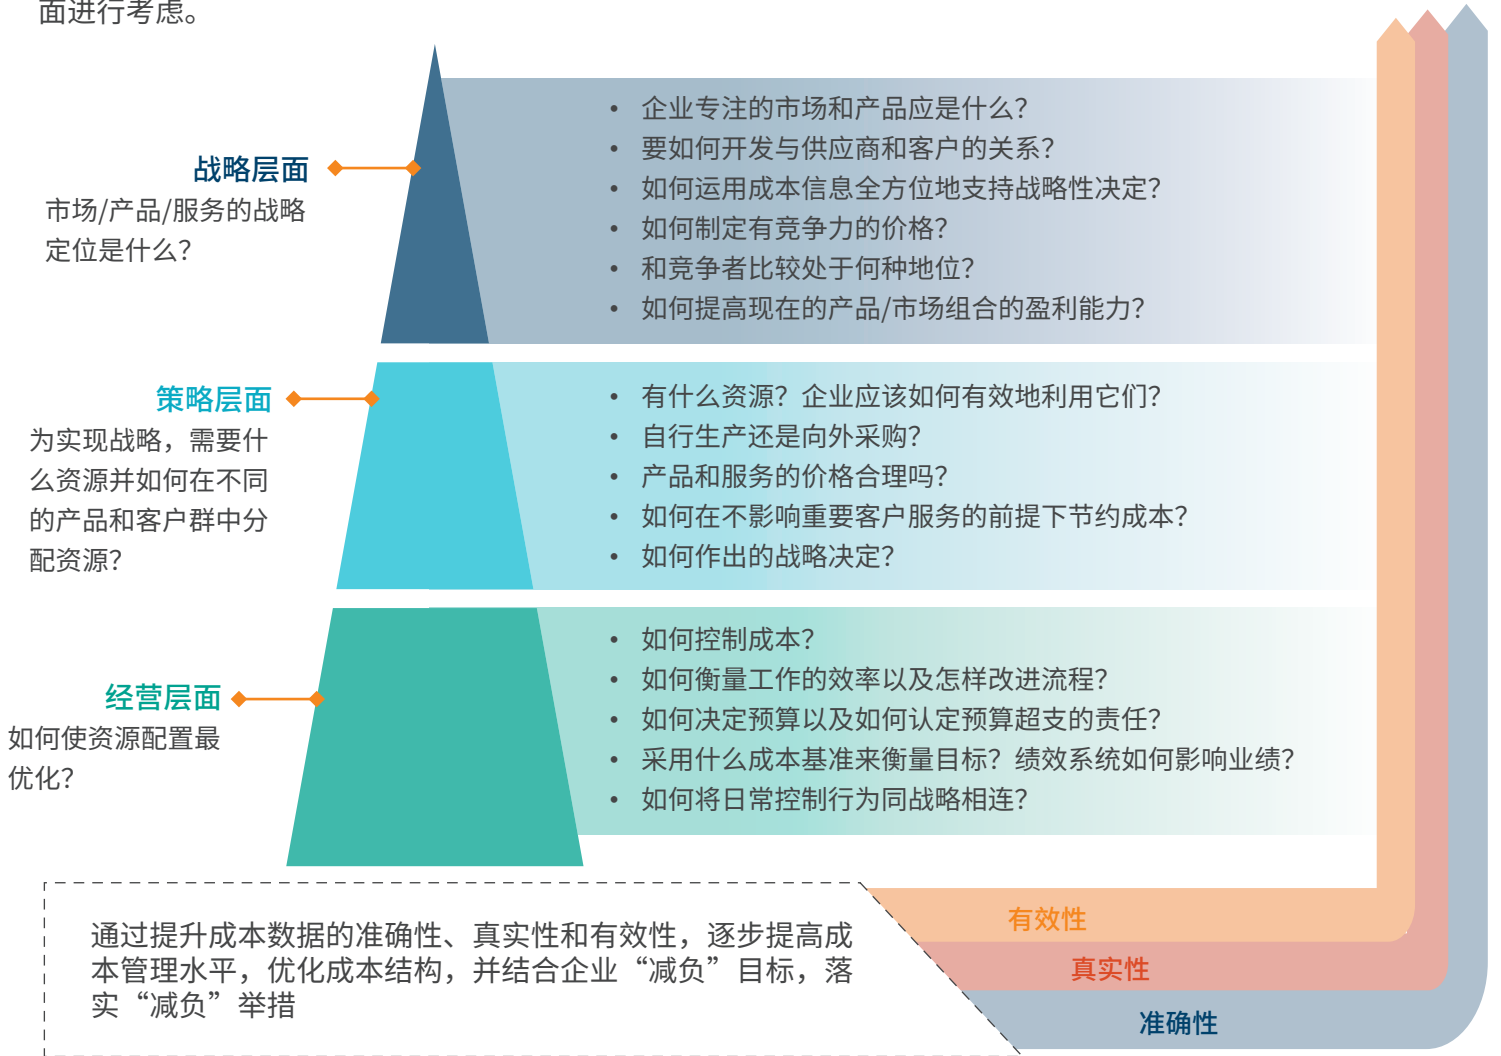 面进行考虑。
战略层面
市场/产品/服务的战略
定位是什么？
• 企业专注的市场和产品应是什么？
• 要如何开发与供应商和客户的关系？
• 如何运用成本信息全方位地支持战略性决定？
• 如何制定有竞争力的价格？
• 和竞争者比较处于何种地位？
• 如何提高现在的产品/市场组合的盈利能力？
策略层面
为实现战略，需要什
么资源并如何在不同
的产品和客户群中分
配资源？
• 有什么资源？企业应该如何有效地利用它们？
• 自行生产还是向外采购？
• 产品和服务的价格合理吗？
• 如何在不影响重要客户服务的前提下节约成本？
• 如何作出的战略决定？
经营层面
如何使资源配置最
优化？
• 如何控制成本？
• 如何衡量工作的效率以及怎样改进流程？
• 如何决定预算以及如何认定预算超支的责任？
• 采用什么成本基准来衡量目标？绩效系统如何影响业绩？
• 如何将日常控制行为同战略相连？
通过提升成本数据的准确性、真实性和有效性，逐步提高成
本管理水平，优化成本结构，并结合企业“减负”目标，落
实“减负”举措
有效性
真实性
准确性